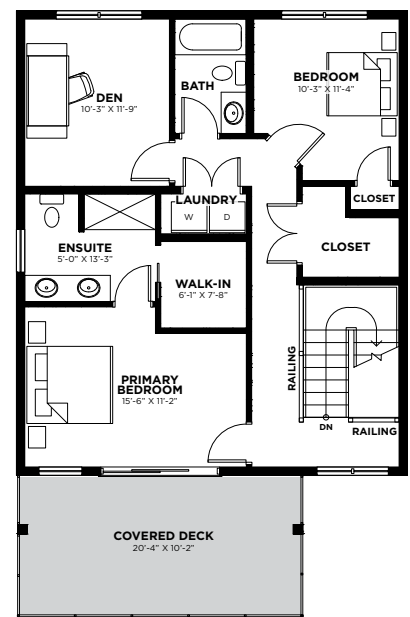 DEN
10'-3" X 11'-9"
BATH
BEDROOM
10'-3" X 11'-4"
LAUNDRY
W
D
CLOSET
CLOSET
ENSUITE
5'-0" X 13'-3"
WALK-IN
6'-1" X 7'-8"
PRIMARY
BEDROOM
15'-6" X 11'-2"
RAILING
DN
RAILING
COVERED DECK
20'-4" X 10'-2"